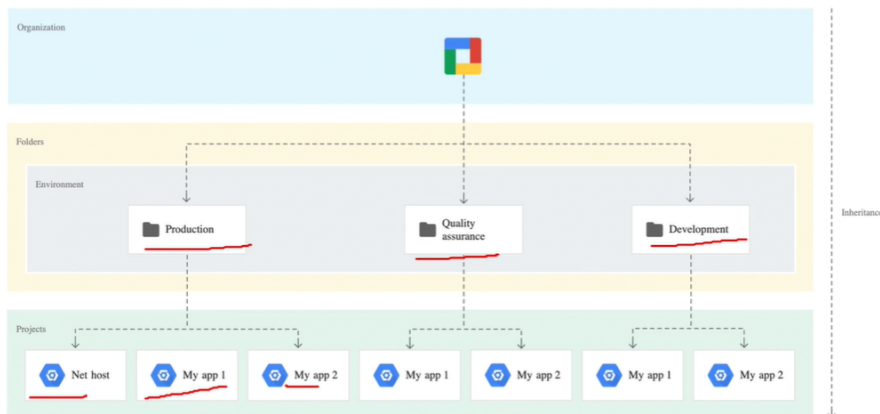 Organization
Folders
Environment
Production
Quality
assurance
Development
Inheritance
Projects
Net host
My app 1
My app 2
My app 1
My app 2
My app 1
My app 2